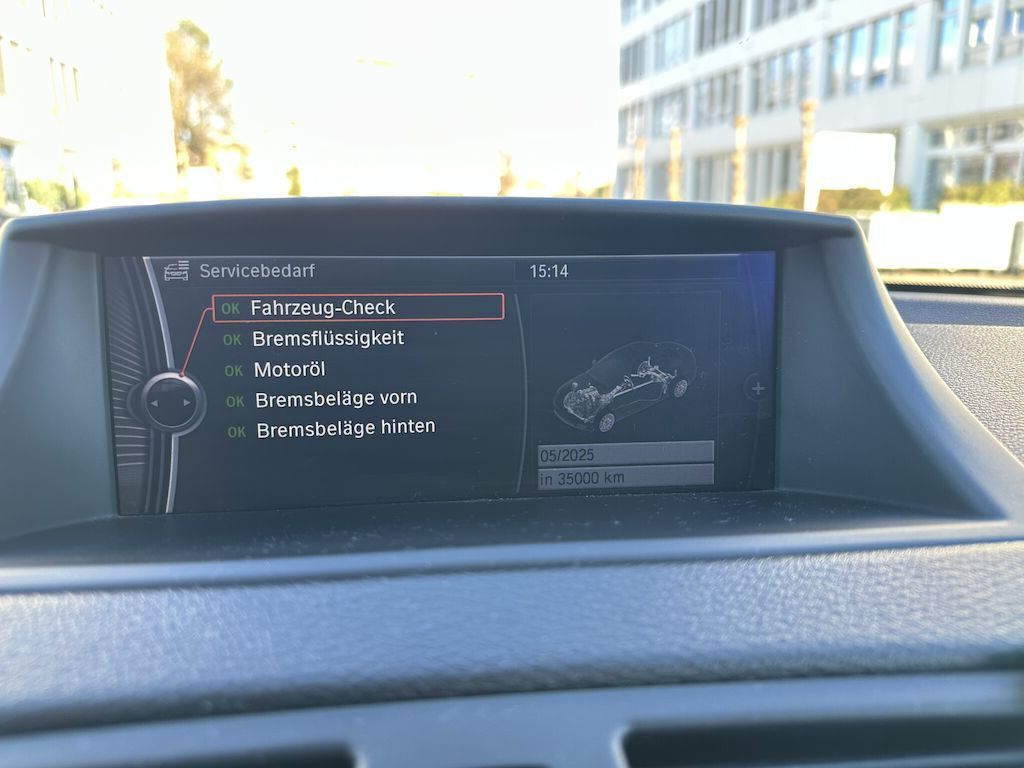 Servicebedarf 15:14
OK Fahrzeug-Check
OK Bremsflüssigkeit
OK Motoröl
OK Bremsbeläge vorn
OK Bremsbeläge hinten
05/2025
in 35000 km